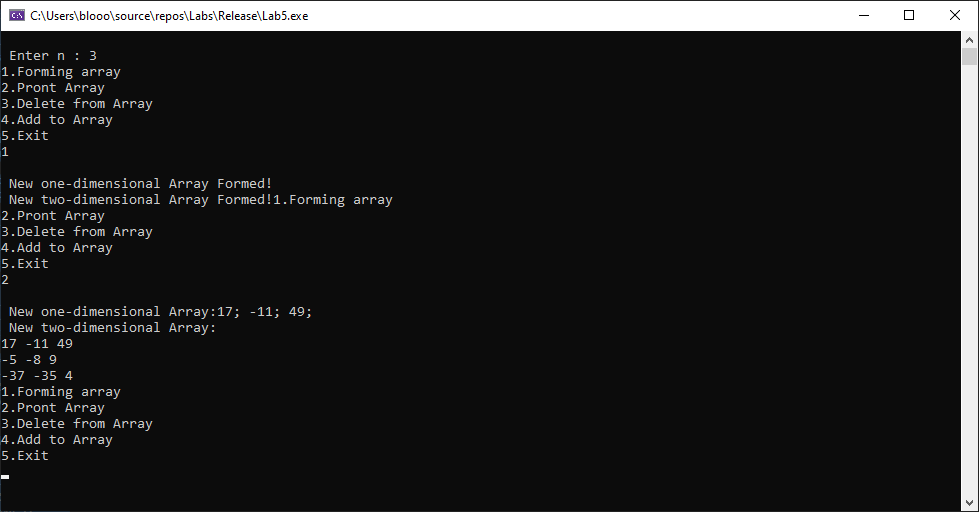 C:\Users\blooo\source\repos\Labs\Release\Lab5.exe
Enter n : 3
1.Forming array
2.Pront Array
3.Delete from Array
4.Add to Array
5.Exit
1
New one-dimensional Array Formed!
New two-dimensional Array Formed!1.Forming array
2.Pront Array
3.Delete from Array
4.Add to Array
5.Exit
2
New one-dimensional Array:17; -11; 49;
New two-dimensional Array:
17 -11 49
-5 -8 9
-37 -35 4
1.Forming array
2.Pront Array
3.Delete from Array
4.Add to Array
5.Exit